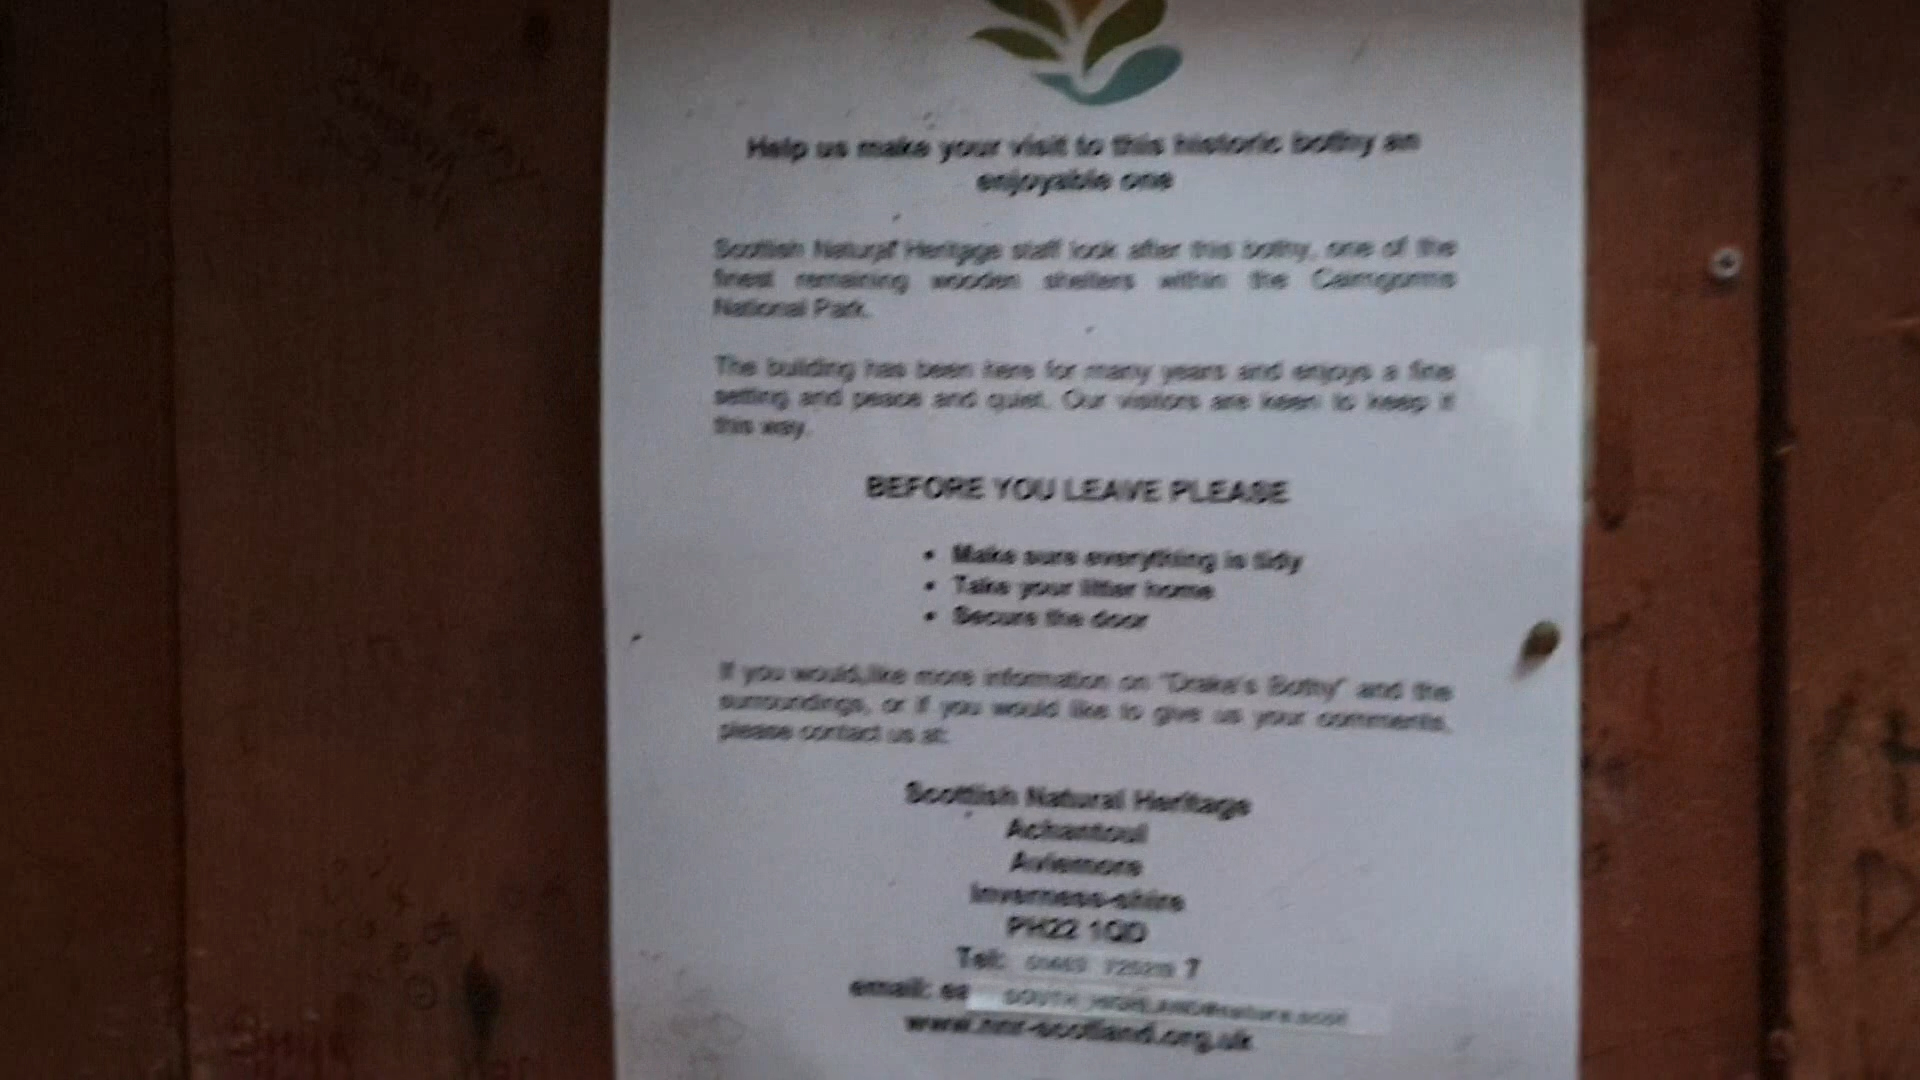 Help us make your visit to this historic bothy an
enjoyable one
Scottish Natural Heritage staff look after this bothy, one of the
finest remaining wooden shelters within the Cairngorms
National Park.
The building has been here for many years and enjoys a fine
setting and peace and quiet. Our visitors are keen to keep it
this way.
BEFORE YOU LEAVE PLEASE
• Make sure everything is tidy
• Take your litter home
• Secure the door
If you would like more information on "Drake's Bothy" and the
surroundings, or if you would like to give us your comments,
please contact us at:
Scottish Natural Heritage
Achantoul
Aviemore
Inverness-shire
PH22 1QD
Tel:
email:
www.nnr-scotland.org.uk